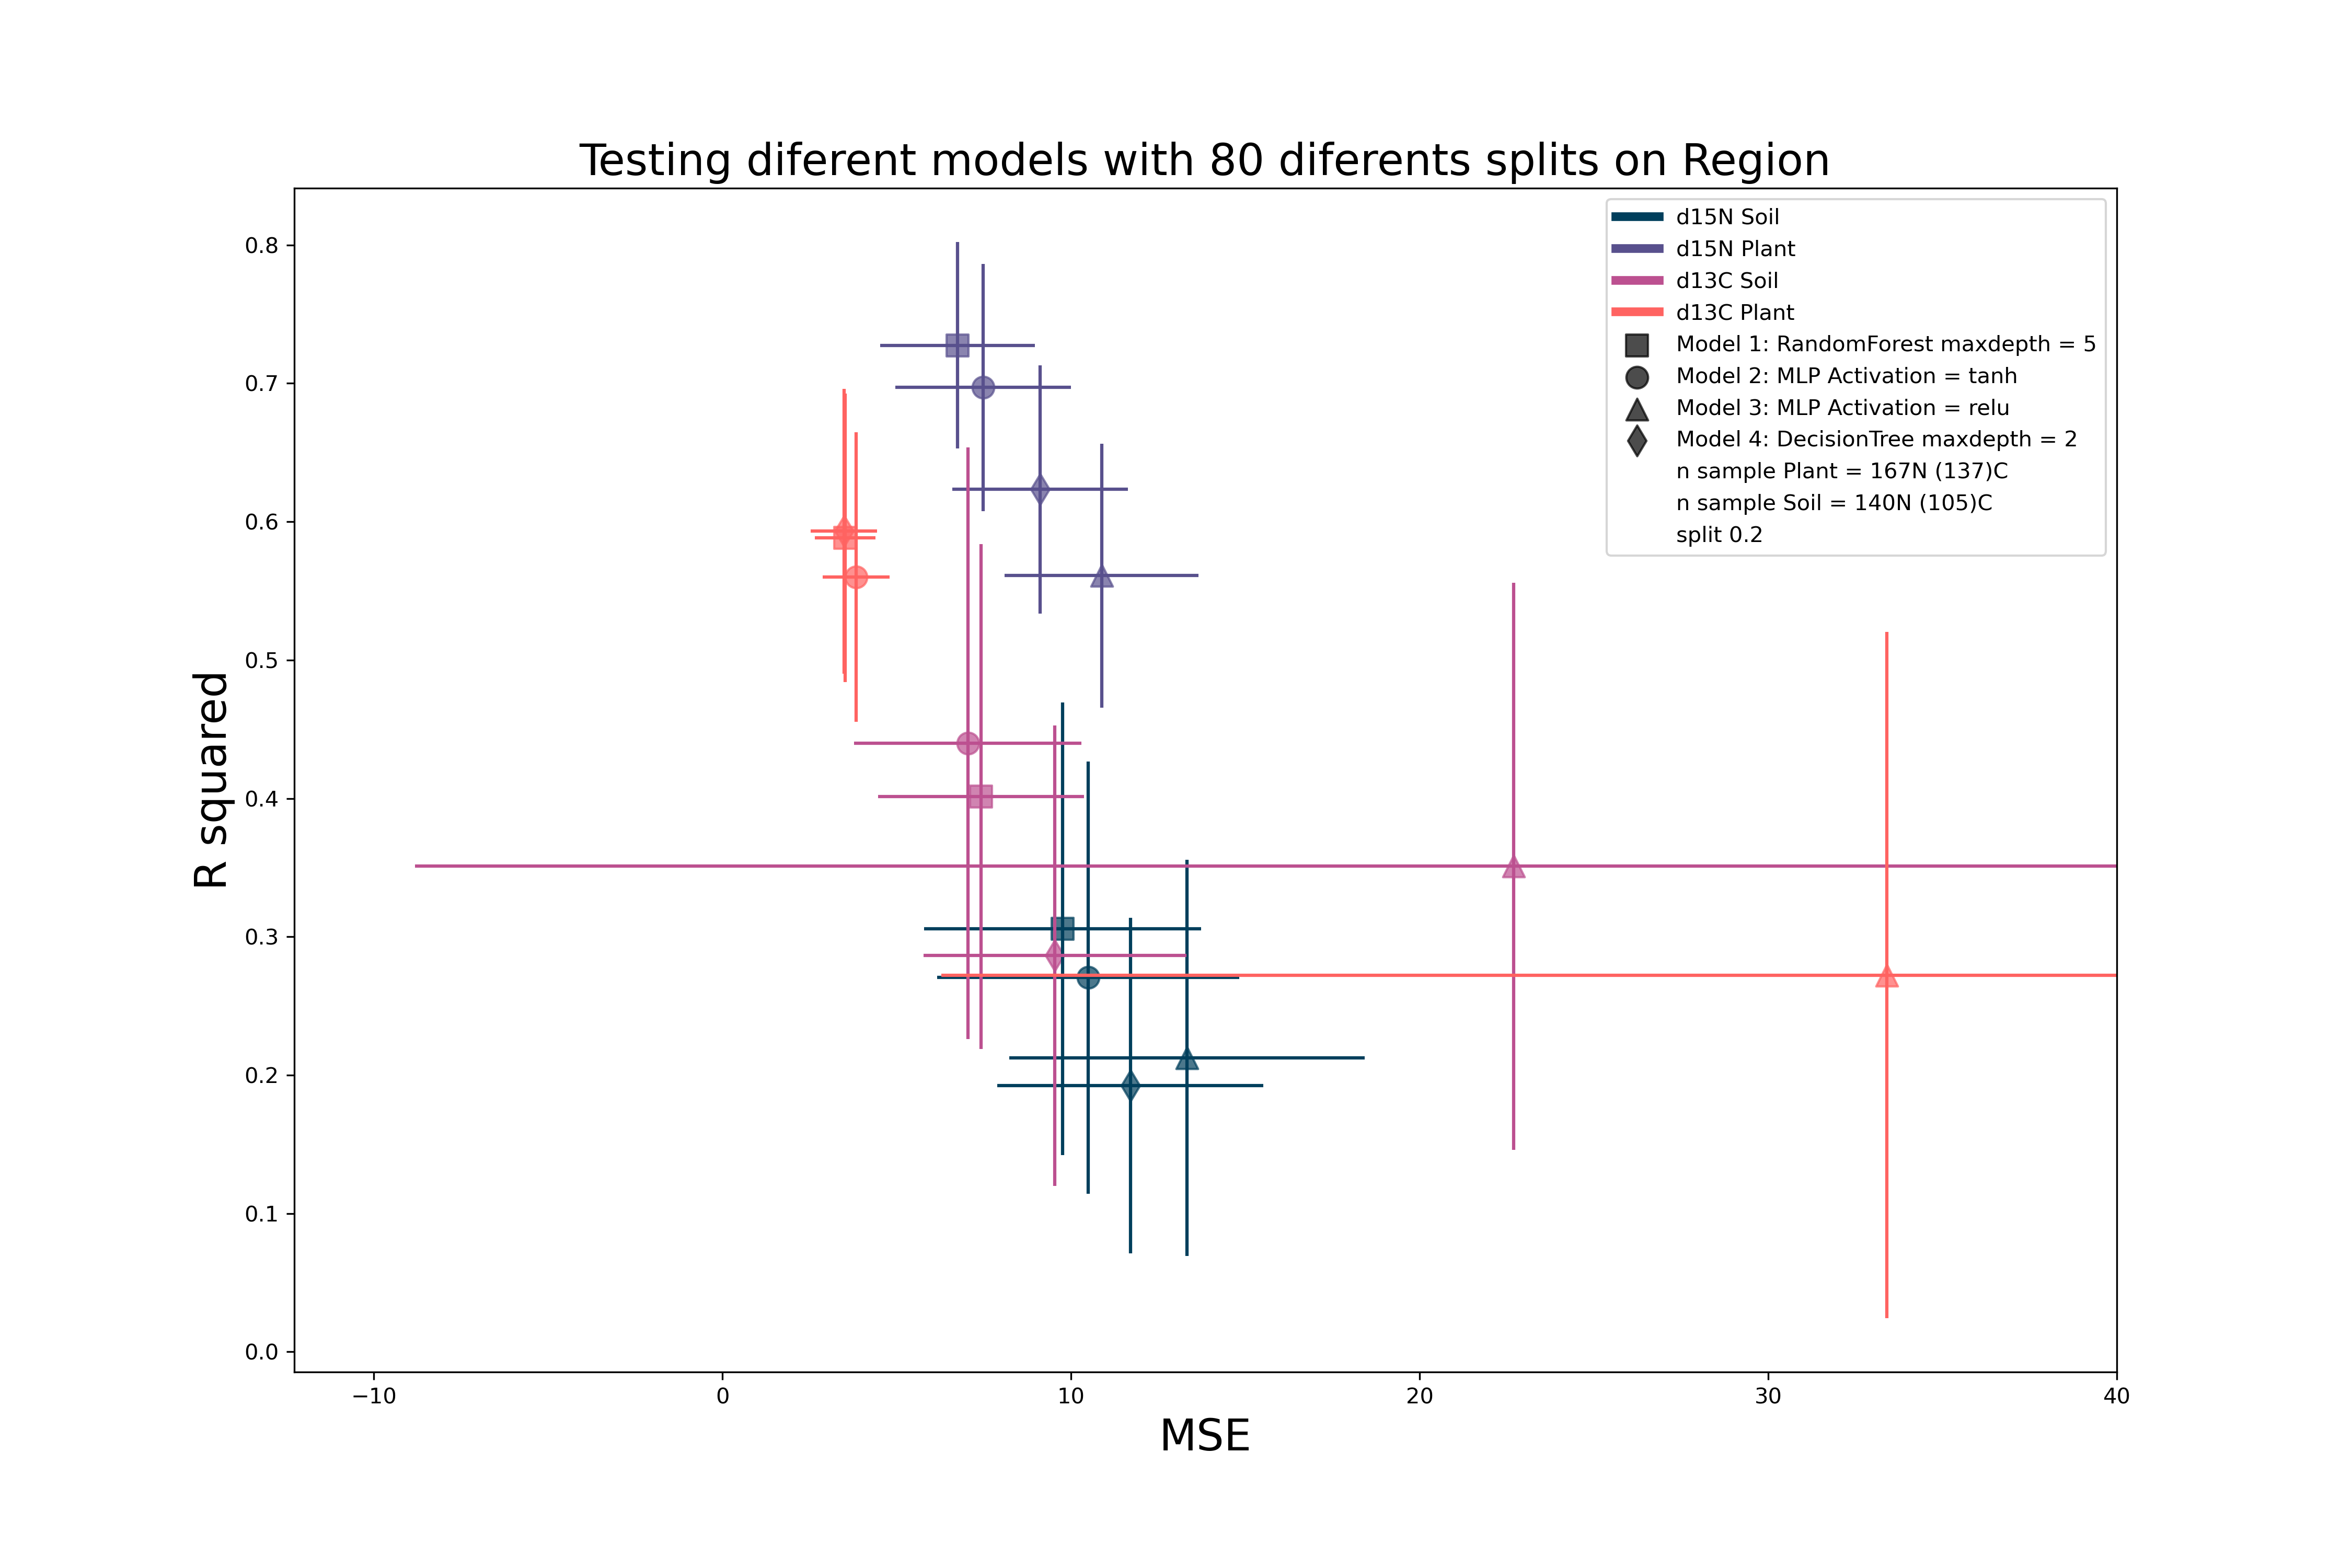 Testing diferent models with 80 diferents splits on Region
d15N Soil
d15N Plant
d13C Soil
d13C Plant
Model 1: RandomForest maxdepth = 5
Model 2: MLP Activation = tanh
Model 3: MLP Activation = relu
Model 4: DecisionTree maxdepth = 2
n sample Plant = 167N (137)C
n sample Soil = 140N (105)C
split 0.2
R squared
0.8
0.7
0.6
0.5
0.4
0.3
0.2
0.1
0.0
−10 0 10 20 30 40
MSE